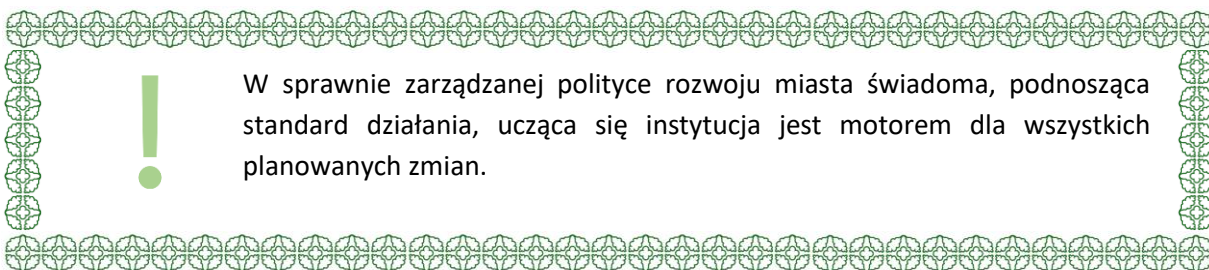 !
W sprawnie zarządzanej polityce rozwoju miasta świadoma, podnosząca
standard działania, ucząca się instytucja jest motorem dla wszystkich
planowanych zmian.